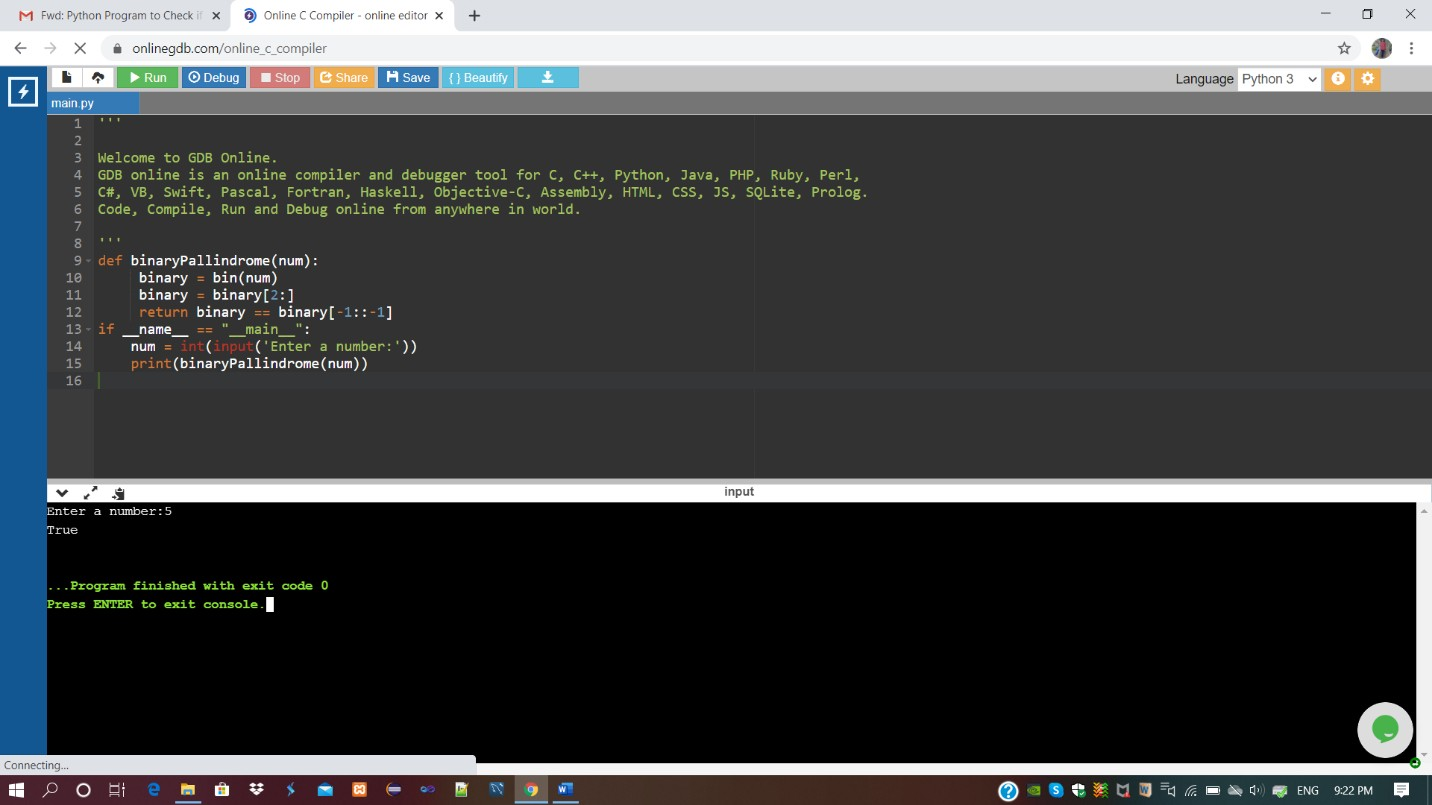 Fwd: Python Program to Check if
Online C Compiler - online editor
onlinegdb.com/online_c_compiler
Run Debug Stop Share Save { } Beautify
Language Python 3
main.py
1 '''
2
3 Welcome to GDB Online.
4 GDB online is an online compiler and debugger tool for C, C++, Python, Java, PHP, Ruby, Perl,
5 C#, VB, Swift, Pascal, Fortran, Haskell, Objective-C, Assembly, HTML, CSS, JS, SQLite, Prolog.
6 Code, Compile, Run and Debug online from anywhere in world.
7
8 '''
9 def binaryPallindrome(num):
10 binary = bin(num)
11 binary = binary[2:]
12 return binary == binary[-1::-1]
13 if __name__ == "__main__":
14 num = int(input('Enter a number:'))
15 print(binaryPallindrome(num))
16
input
Enter a number:5
True
...Program finished with exit code 0
Press ENTER to exit console.
Connecting...
ENG 9:22 PM